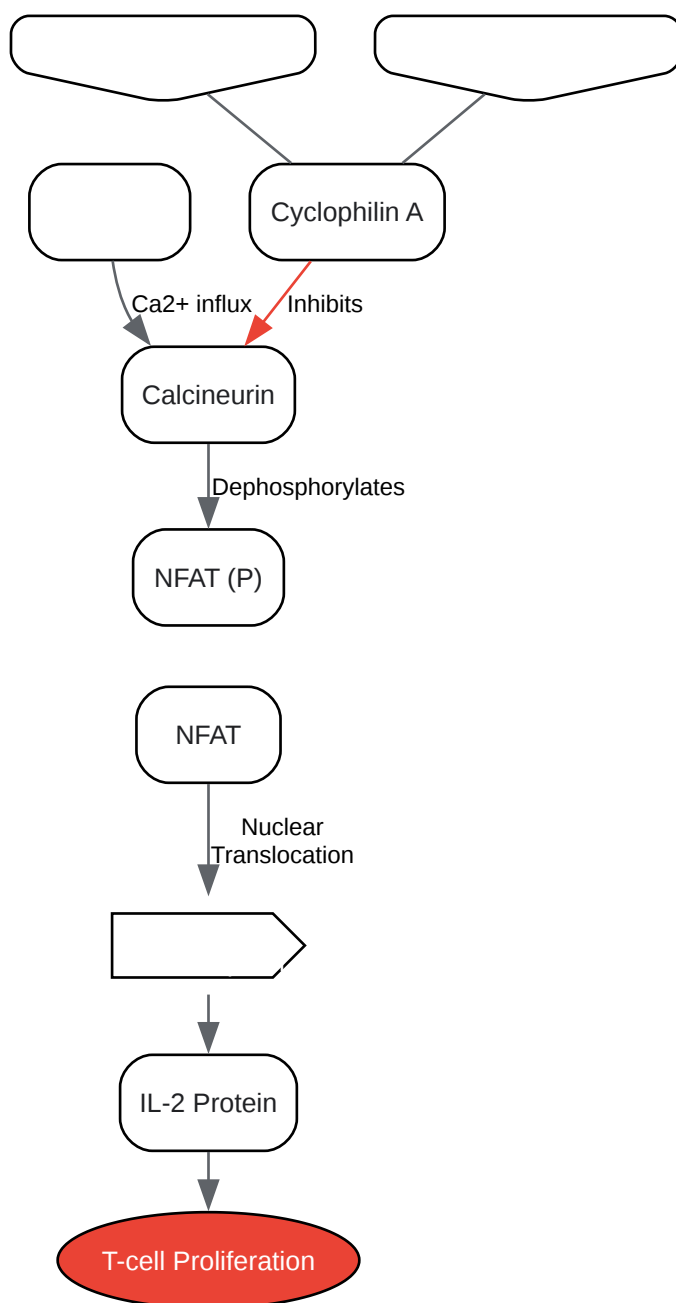 Cyclophilin A
Ca2+ influx
Inhibits
Calcineurin
Dephosphorylates
NFAT (P)
NFAT
Nuclear
Translocation
IL-2 Protein
T-cell Proliferation